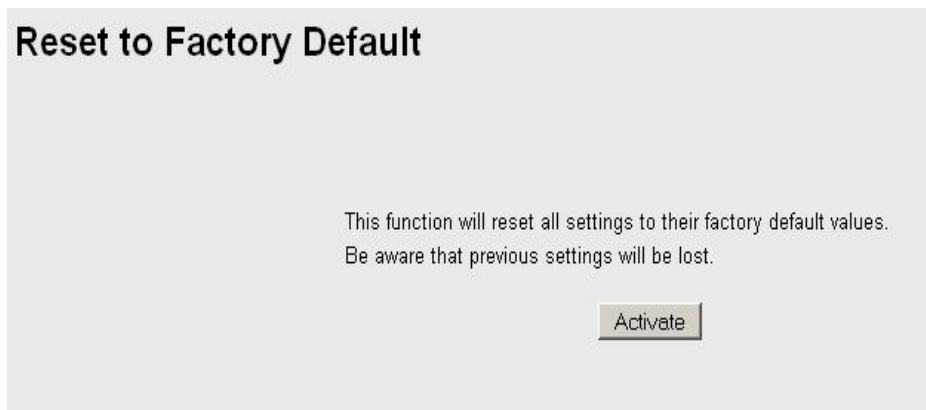 Reset to Factory Default
This function will reset all settings to their factory default values.
Be aware that previous settings will be lost.
Activate